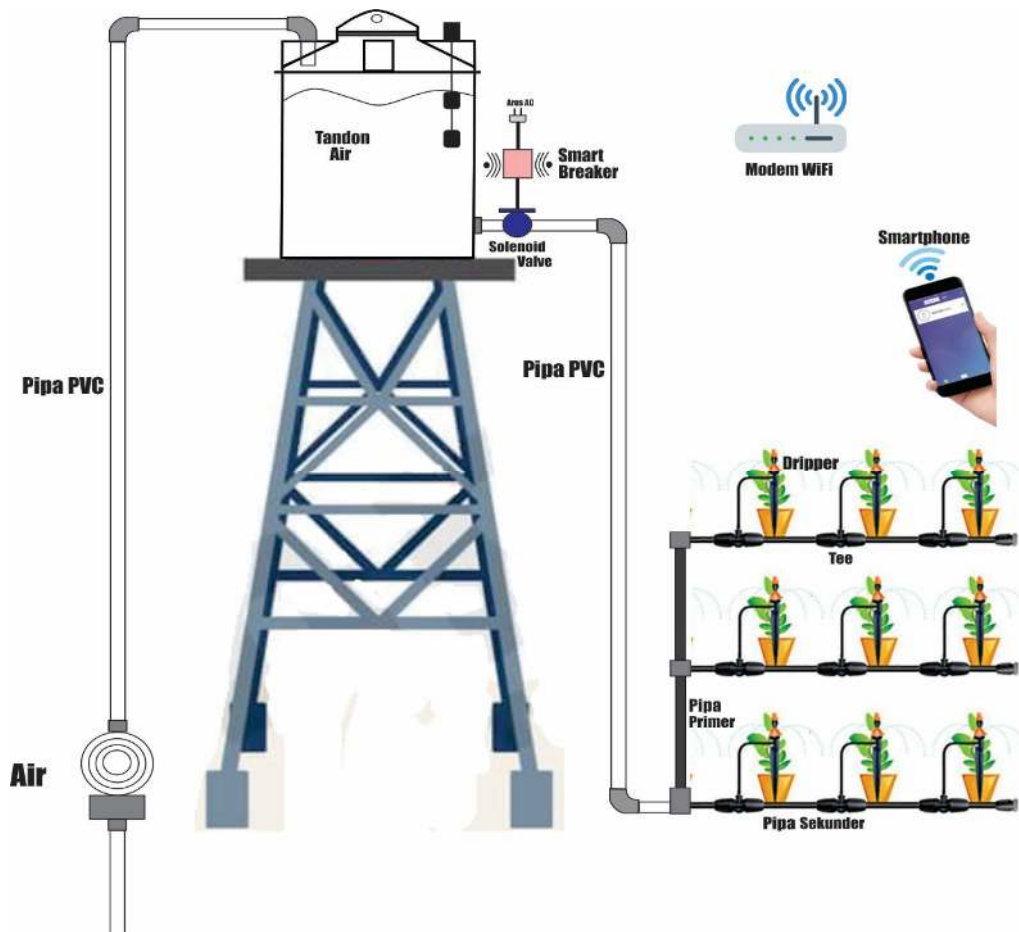 Arus AC
Tandon
Air
Smart
Breaker
Modem WiFi
Solenoid
Valve
Smartphone
Pipa PVC
Pipa PVC
Dripper
Tee
Pipa
Primer
Air
Pipa Sekunder